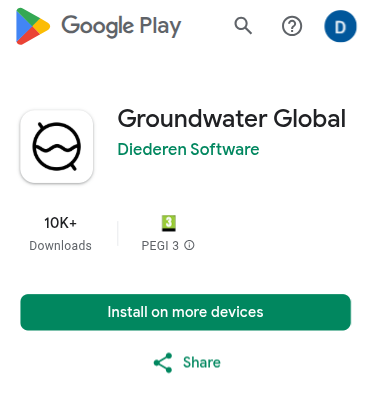 Google Play
D
Groundwater Global
Diederen Software
10K+
Downloads
3
PEGI 3
Install on more devices
Share